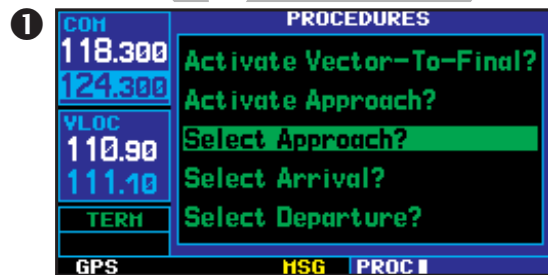 1
COM
118.300
124.300
VLOC
110.90
111.10
TERM
GPS
PROCEDURES
Activate Vector-To-Final?
Activate Approach?
Select Approach?
Select Arrival?
Select Departure?
MSG
PROC